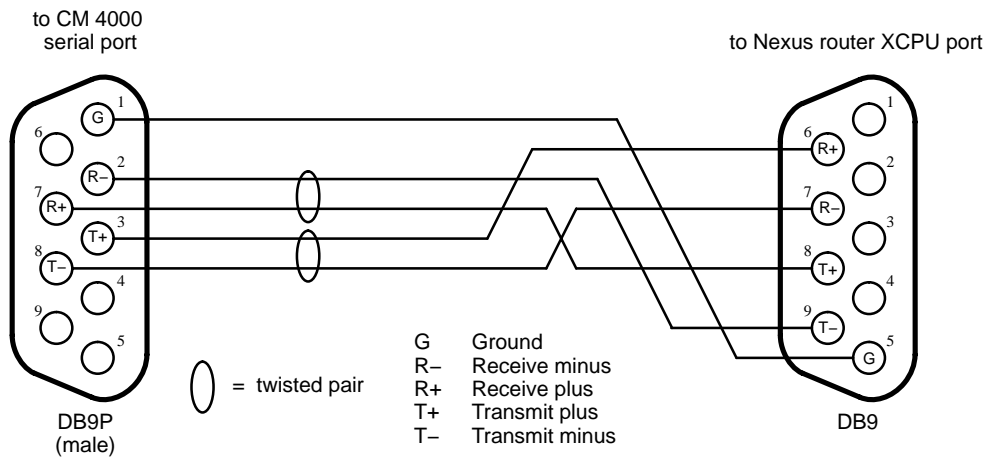 to CM 4000
serial port
to Nexus router XCPU port
1
G
6
2
R−
7
R+
3
T+
8
T−
4
9
5
1
6
R+
2
7
R−
3
8
T+
4
9
T−
5
G
= twisted pair
G Ground
R− Receive minus
R+ Receive plus
T+ Transmit plus
T− Transmit minus
DB9P
(male)
DB9